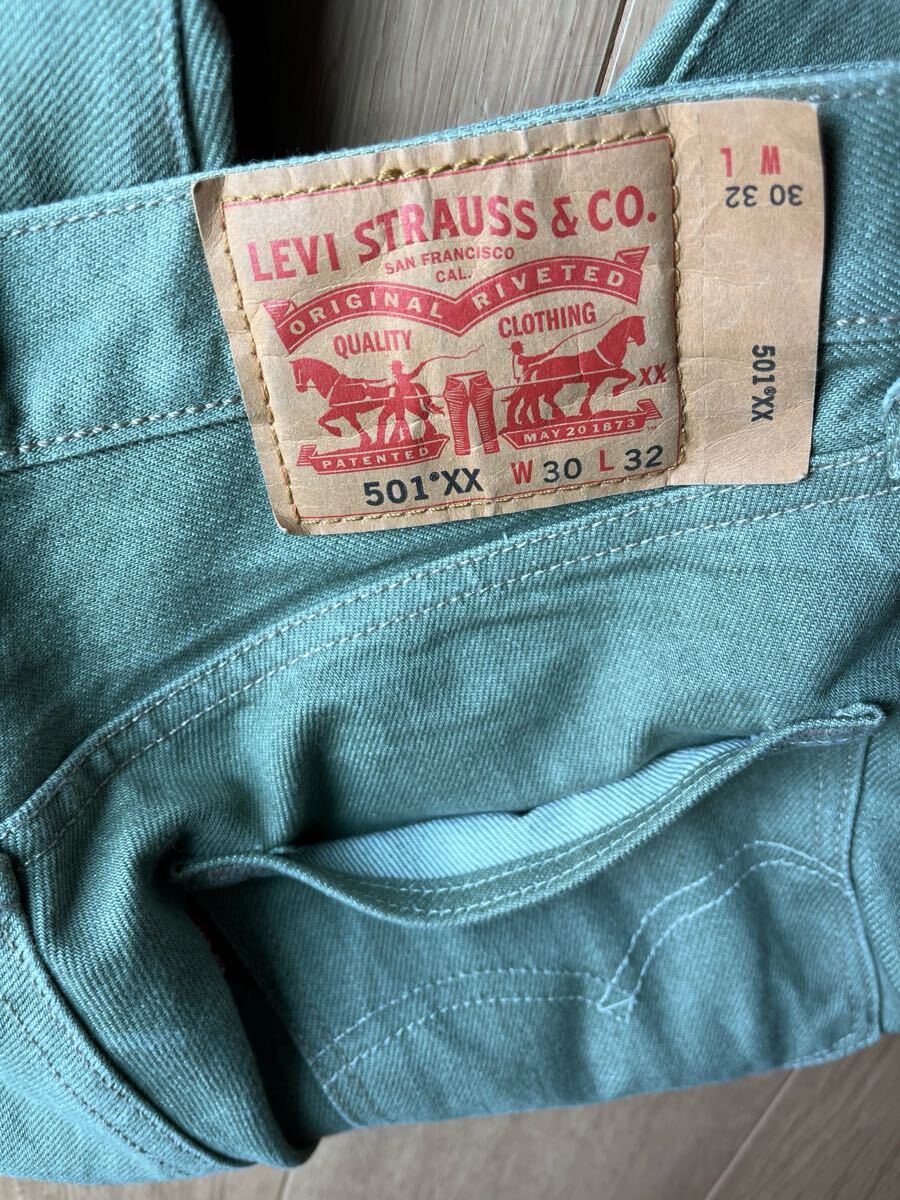 LEVI STRAUSS & CO.
SAN FRANCISCO
CAL.
ORIGINAL RIVETED
QUALITY CLOTHING
XX
PATENTED MAY 20 1873
501®XX W 30 L 32
W L
30 32
501®XX